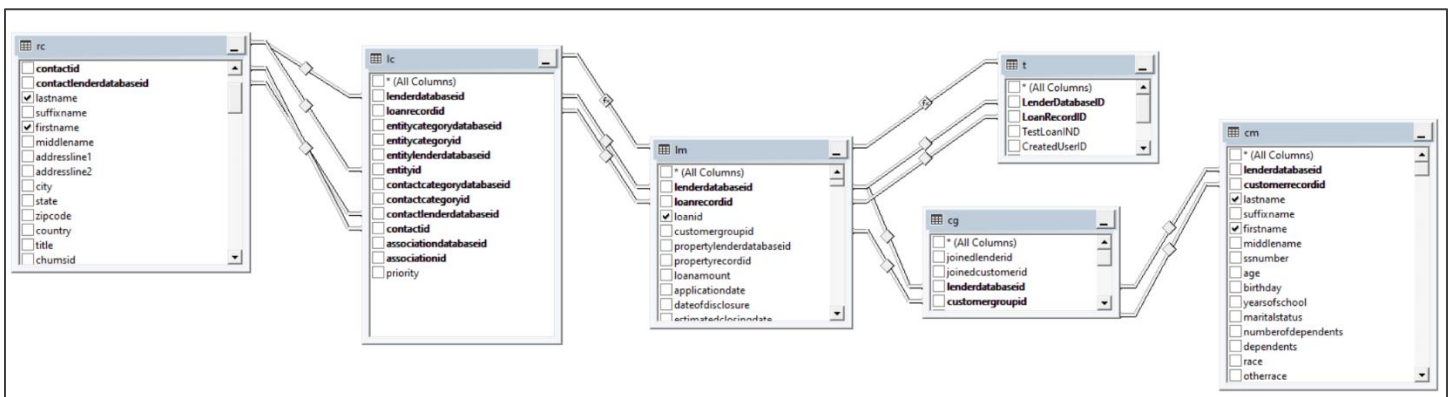 rc
contactid
contactlenderdatabaseid
lastname
suffixname
firstname
middlename
addressline1
addressline2
city
state
zipcode
country
title
chumsid
lc
* (All Columns)
lenderdatabaseid
loanrecordid
entitycategorydatabaseid
entitycategoryid
entitylenderdatabaseid
entityid
contactcategorydatabaseid
contactcategoryid
contactlenderdatabaseid
contactid
associationdatabaseid
associationid
priority
lm
* (All Columns)
lenderdatabaseid
loanrecordid
loanid
customergroupid
propertylenderdatabaseid
propertyrecordid
loanamount
applicationdate
dateofdisclosure
estimatedclosingdate
t
* (All Columns)
LenderDatabaseID
LoanRecordID
TestLoanIND
CreatedUserID
cg
* (All Columns)
joinedlenderid
joinedcustomerid
lenderdatabaseid
customergroupid
cm
* (All Columns)
lenderdatabaseid
customerrecordid
lastname
suffixname
firstname
middlename
ssnumber
age
birthday
yearsofschool
maritalstatus
numberofdependents
dependents
race
otherrace